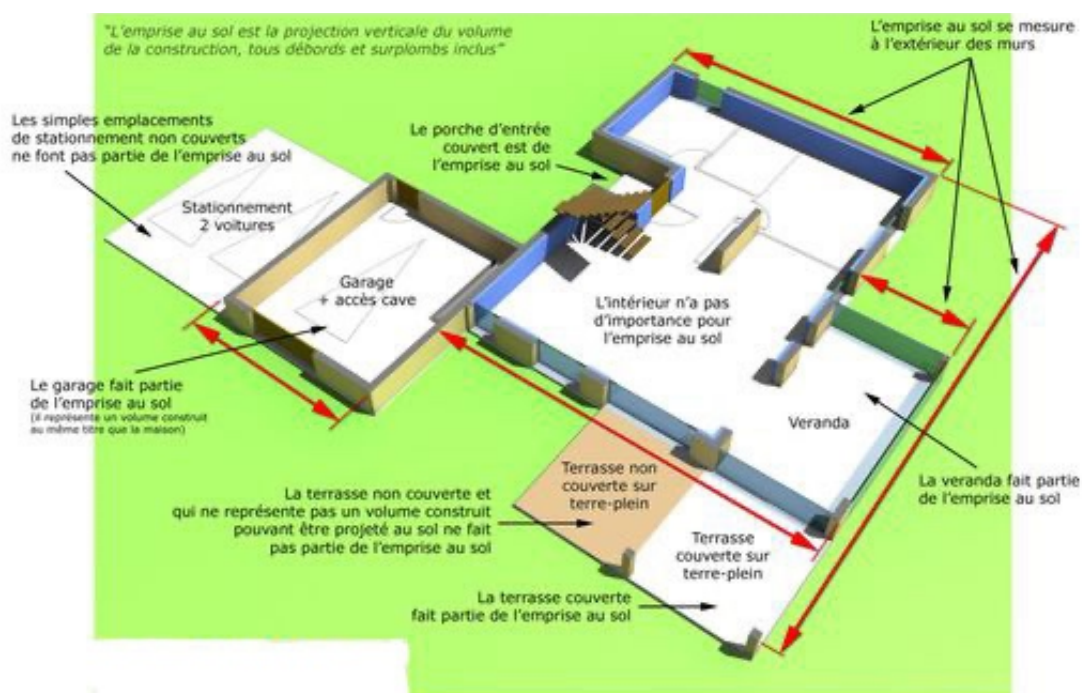 "L'emprise au sol est la projection verticale du volume
de la construction, tous débords et surplombs inclus"
L'emprise au sol se mesure
à l'extérieur des murs
Les simples emplacements
de stationnement non couverts
ne font pas partie de l'emprise au sol
Le porche d'entrée
couvert est de
l'emprise au sol
Stationnement
2 voitures
Garage
+ accès cave
L'intérieur n'a pas
d'importance pour
l'emprise au sol
Le garage fait partie
de l'emprise au sol
(il représente un volume construit
au même titre que la maison)
Veranda
La veranda fait partie
de l'emprise au sol
Terrasse non
couverte sur
terre-plein
La terrasse non couverte et
qui ne représente pas un volume construit
pouvant être projeté au sol ne fait
pas partie de l'emprise au sol
Terrasse
couverte sur
terre-plein
La terrasse couverte
fait partie de l'emprise au sol